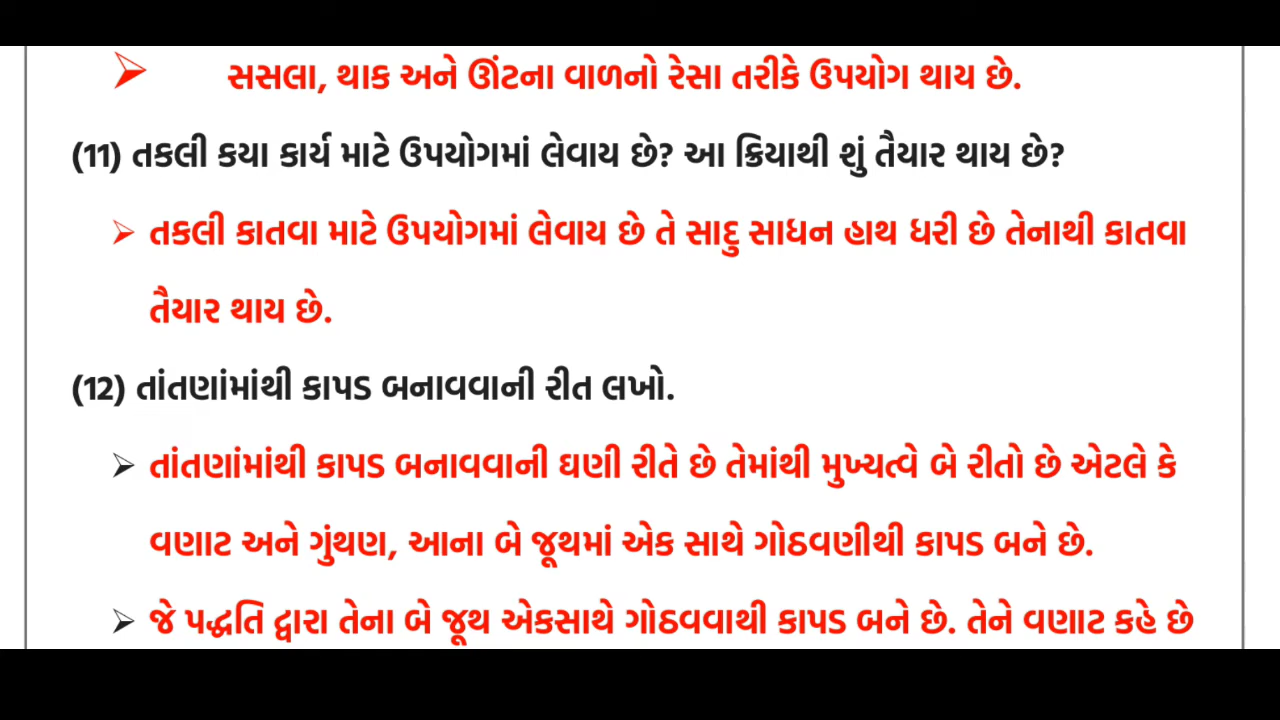 ➢ સસલા, થાક અને ઊંટના વાળનો રેસા તરીકે ઉપયોગ થાય છે.
(11) તકલી કયા કાર્ય માટે ઉપયોગમાં લેવાય છે? આ ક્રિયાથી શું તૈયાર થાય છે?
➢ તકલી કાતવા માટે ઉપયોગમાં લેવાય છે તે સાદુ સાધન હાથ ધરી છે તેનાથી કાતવા
તૈયાર થાય છે.
(12) તાંતણાંમાંથી કાપડ બનાવવાની રીત લખો.
➢ તાંતણાંમાંથી કાપડ બનાવવાની ઘણી રીતે છે તેમાંથી મુખ્યત્વે બે રીતો છે એટલે કે
વણાટ અને ગુંથણ, આના બે જૂથમાં એક સાથે ગોઠવણીથી કાપડ બને છે.
➢ જે પદ્ધતિ દ્વારા તેના બે જૂથ એકસાથે ગોઠવવાથી કાપડ બને છે. તેને વણાટ કહે છે